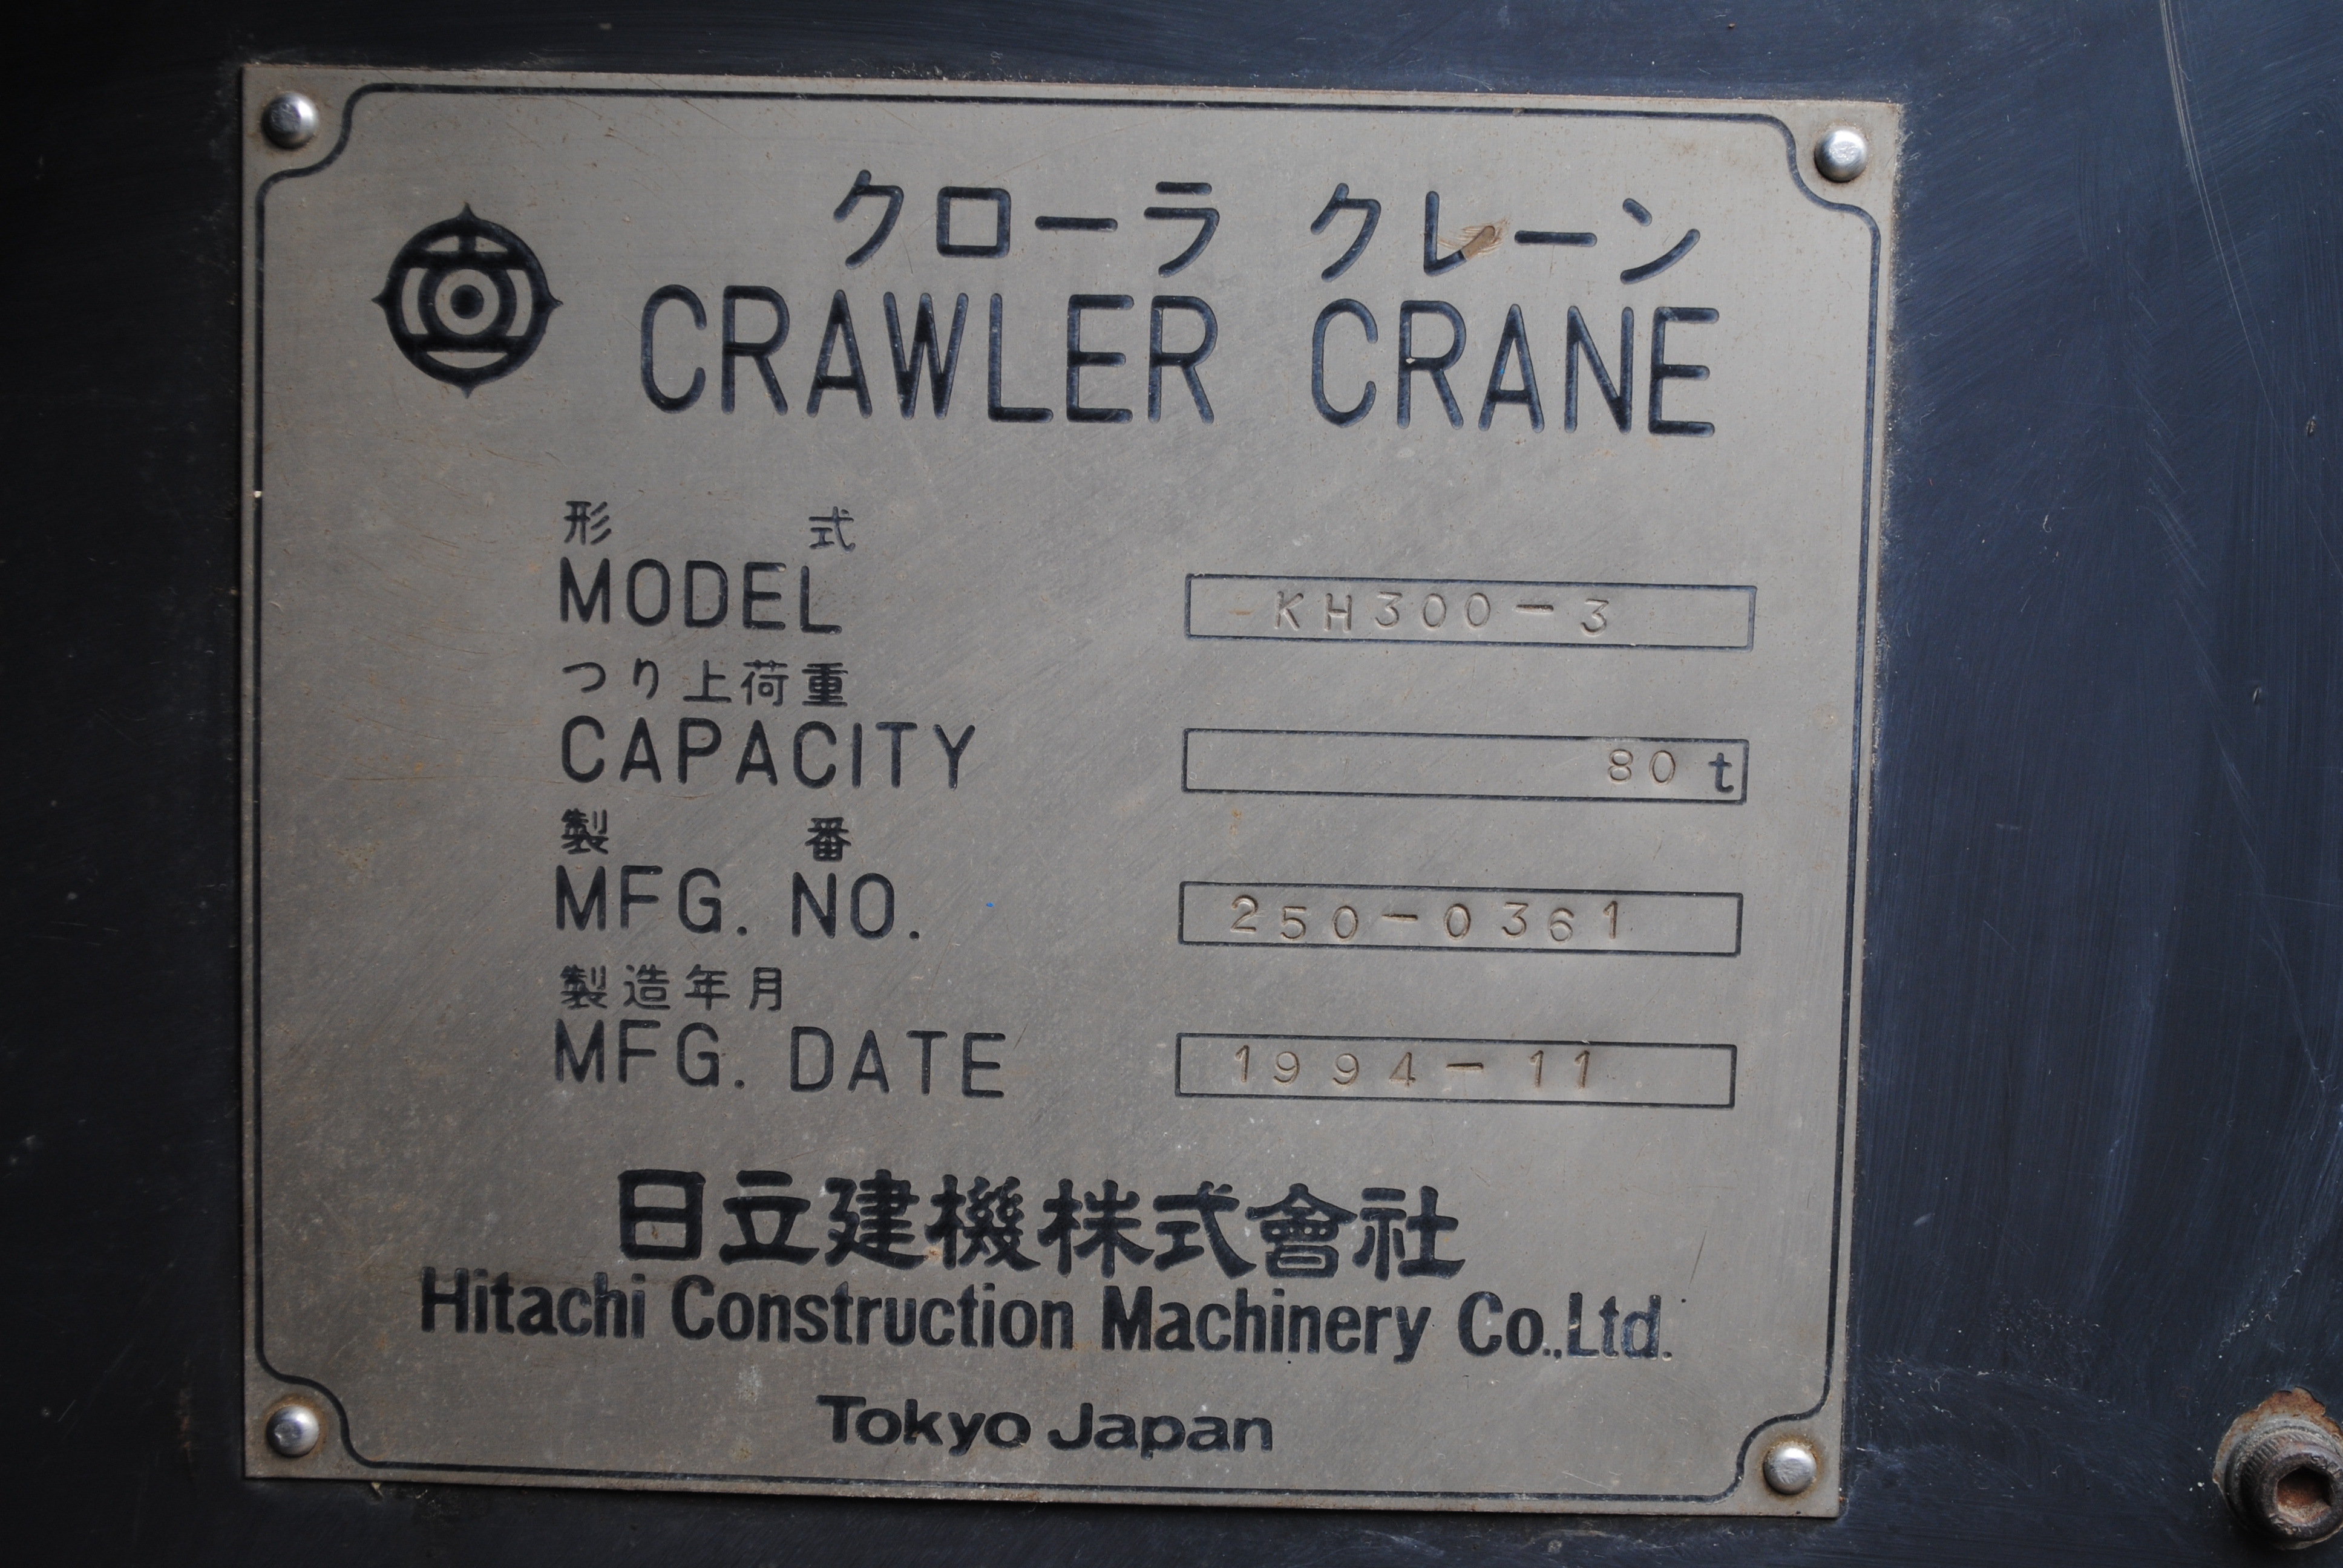 クローラ クレーン
CRAWLER CRANE
形式
MODEL KH300-3
つり上荷重
CAPACITY 80 t
製番
MFG. NO. 250-0361
製造年月
MFG. DATE 1994-11
日立建機株式會社
Hitachi Construction Machinery Co.,Ltd.
Tokyo Japan